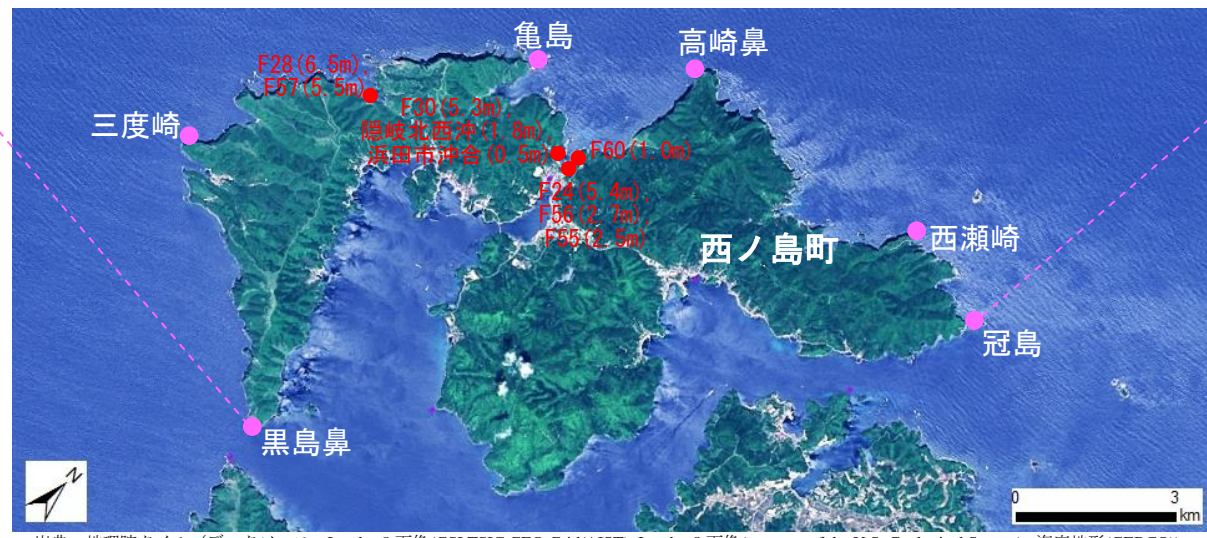 亀島
高崎鼻
F28(6.5m),
F57(5.5m)
F30(5.3m),
隠岐北西沖(1.8m),
浜田市沖合(0.5m)
三度崎
F60(1.0m)
F24(5.4m),
F56(2.7m),
F55(2.5m)
西瀬崎
西ノ島町
冠島
黒島鼻
N
0 3
km